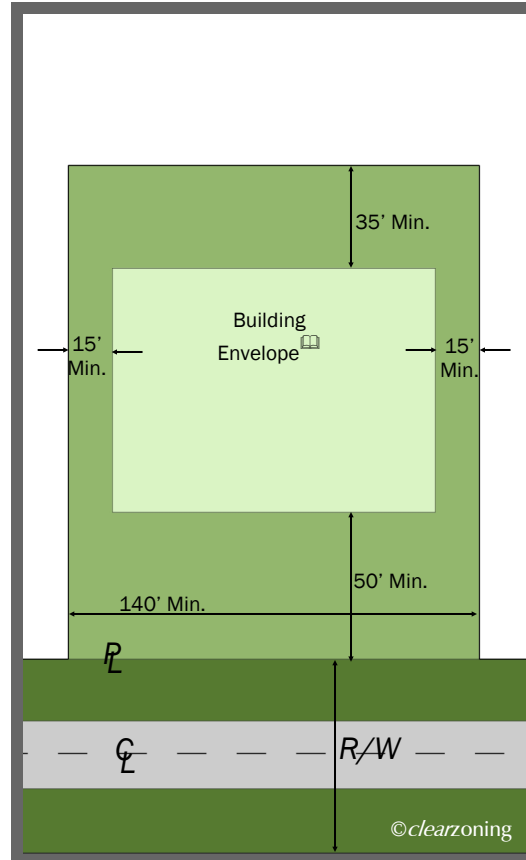 35' Min.
Building
Envelope
15'
Min.
15'
Min.
50' Min.
140' Min.
PL
CL
R/W
©clearzoning